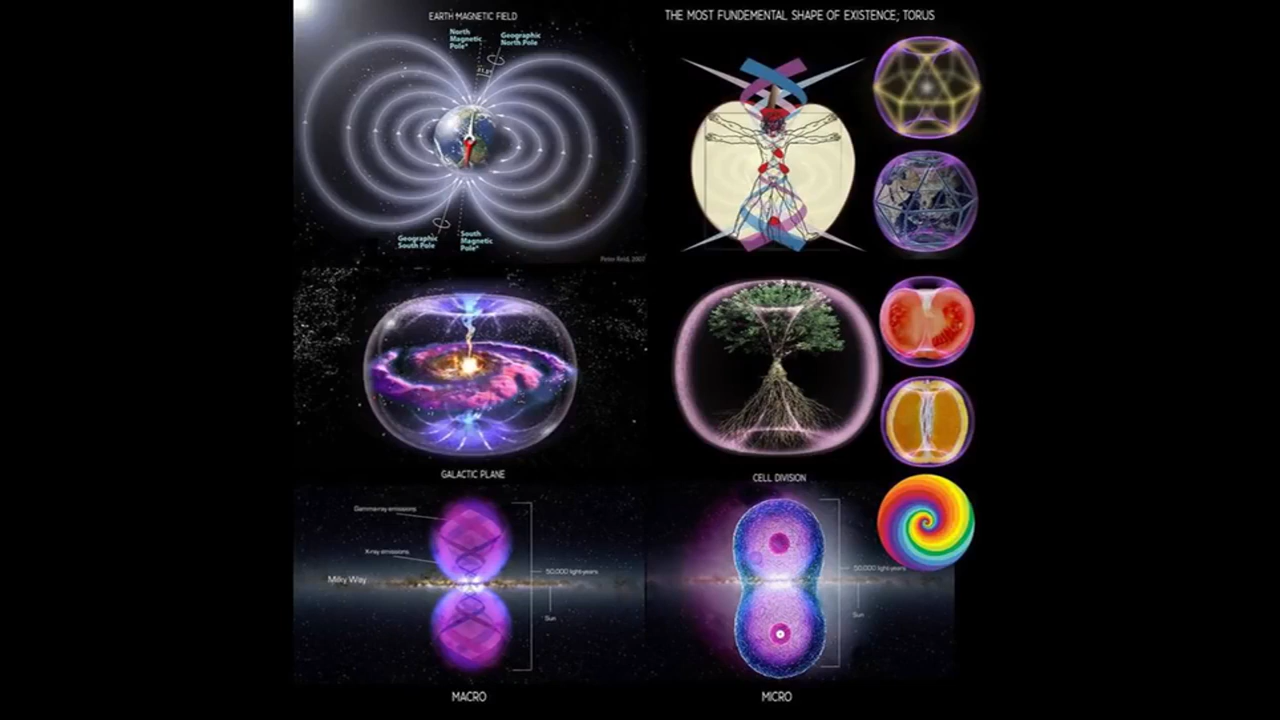 EARTH MAGNETIC FIELD
THE MOST FUNDEMENTAL SHAPE OF EXISTENCE; TORUS
North
Magnetic
Pole*
Geographic
North Pole
Geographic
South Pole
South
Magnetic
Pole*
Peter Reid, 2007
GALACTIC PLANE
CELL DIVISION
Gamma-ray emissions
X-ray emissions
Milky Way
50,000 light-years
Sun
50,000 light-years
Sun
MACRO
MICRO